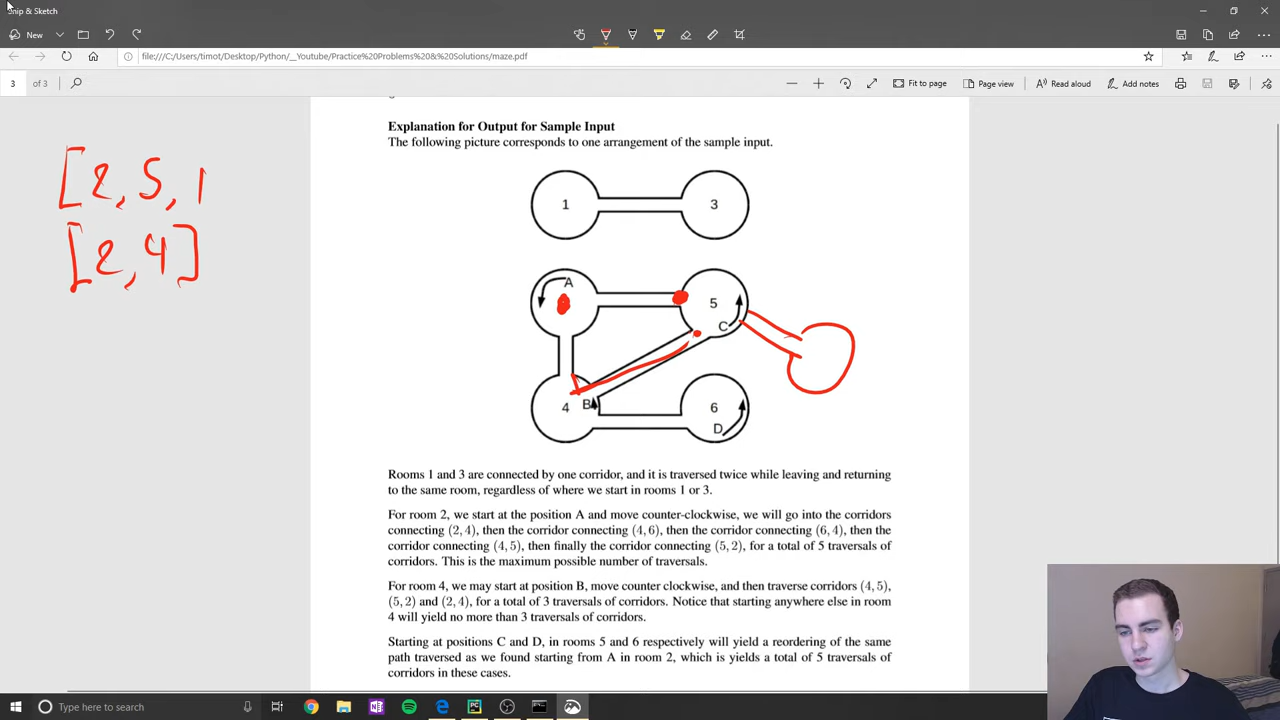 Snip & Sketch
New
file:///C:/Users/timot/Desktop/Python/__Youtube/Practice%20Problems%20&%20Solutions/maze.pdf
3 of 3
Fit to page
Page view
Read aloud
Add notes
Explanation for Output for Sample Input
The following picture corresponds to one arrangement of the sample input.
[2, 5, 1
[2, 4]
1
3
A
5
C
4
B
6
D
Rooms 1 and 3 are connected by one corridor, and it is traversed twice while leaving and returning
to the same room, regardless of where we start in rooms 1 or 3.
For room 2, we start at the position A and move counter-clockwise, we will go into the corridors
connecting (2, 4), then the corridor connecting (4, 6), then the corridor connecting (6, 4), then the
corridor connecting (4, 5), then finally the corridor connecting (5, 2), for a total of 5 traversals of
corridors. This is the maximum possible number of traversals.
For room 4, we may start at position B, move counter clockwise, and then traverse corridors (4, 5),
(5, 2) and (2, 4), for a total of 3 traversals of corridors. Notice that starting anywhere else in room
4 will yield no more than 3 traversals of corridors.
Starting at positions C and D, in rooms 5 and 6 respectively will yield a reordering of the same
path traversed as we found starting from A in room 2, which is yields a total of 5 traversals of
corridors in these cases.
Type here to search